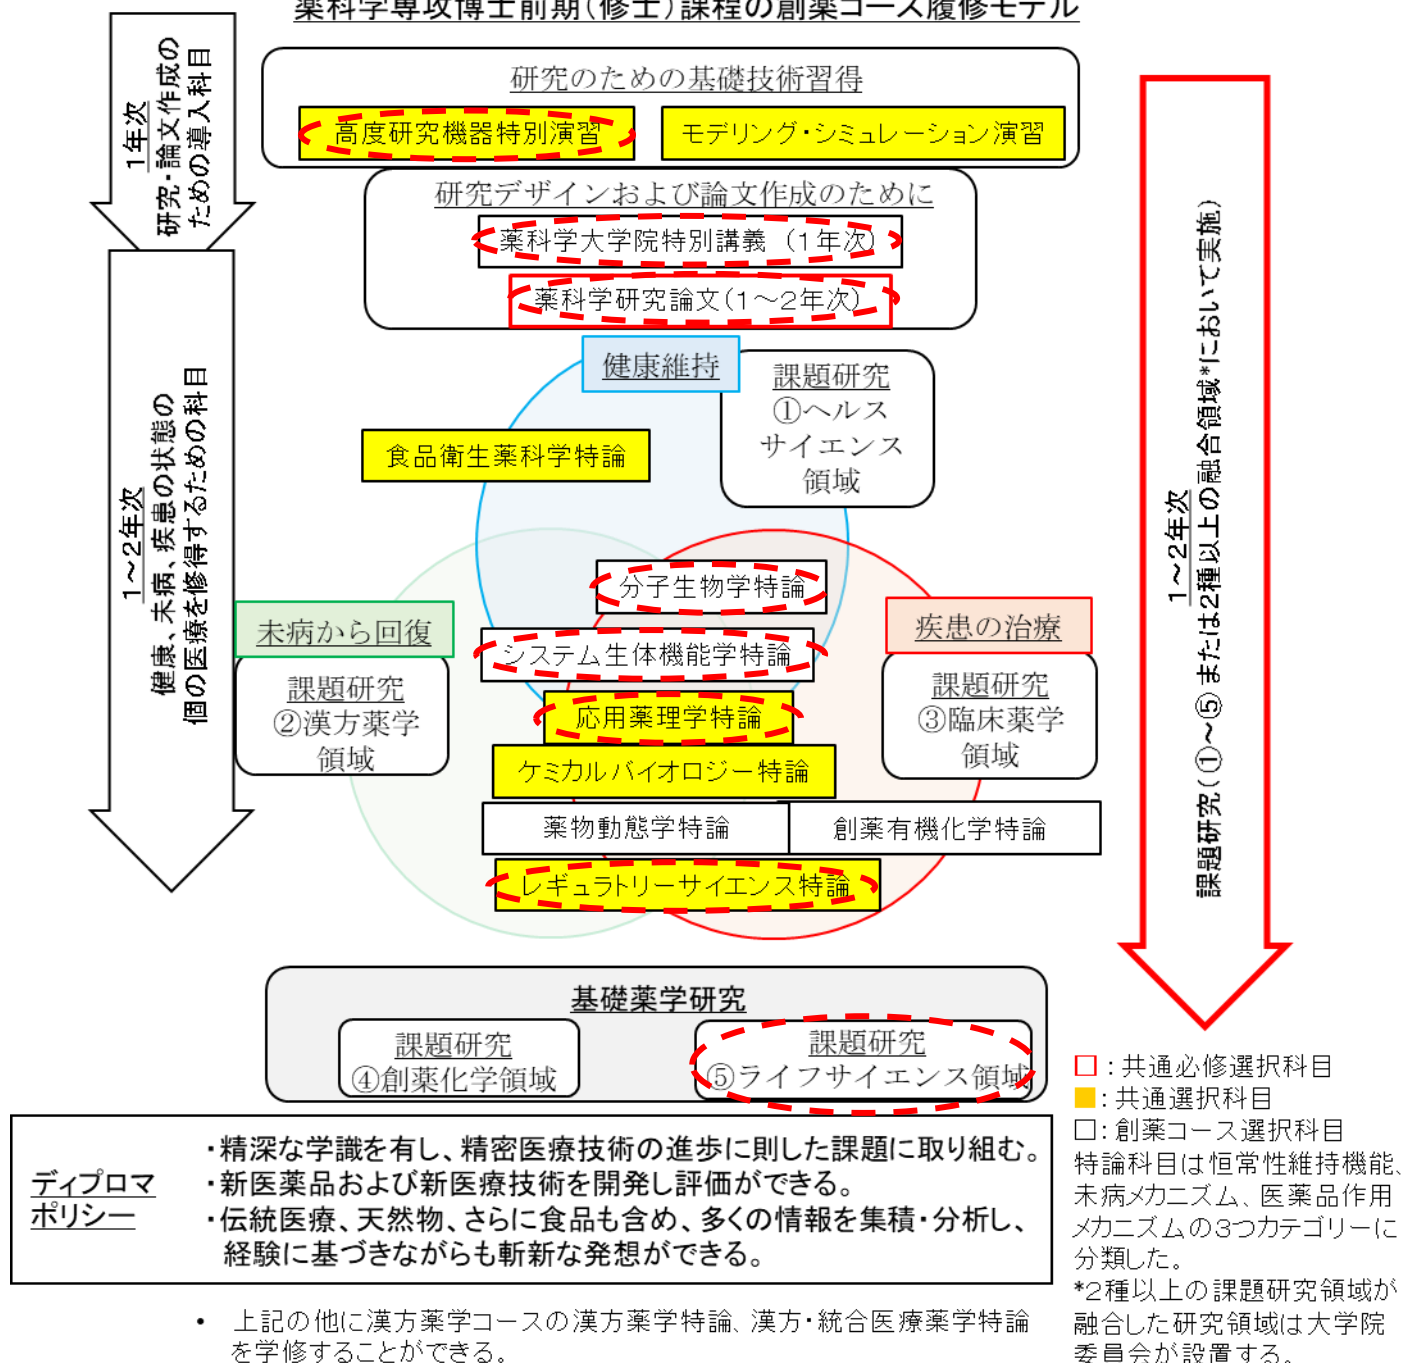 薬科学専攻博士前期(修士)課程の創薬コース履修モデル
1年次
研究・論文作成の
ための導入科目
研究のための基礎技術習得
高度研究機器特別演習
モデリング・シミュレーション演習
研究デザインおよび論文作成のために
薬科学大学院特別講義 (1年次)
薬科学研究論文(1～2年次)
1～2年次
健康、未病、疾患の状態の
個の医療を修得するための科目
健康維持
課題研究
①ヘルス
サイエンス
領域
食品衛生薬科学特論
分子生物学特論
システム生体機能学特論
応用薬理学特論
ケミカルバイオロジー特論
薬物動態学特論
創薬有機化学特論
レギュラトリーサイエンス特論
未病から回復
課題研究
②漢方薬学
領域
疾患の治療
課題研究
③臨床薬学
領域
1～2年次
課題研究(①～⑤または2種以上の融合領域*において実施)
基礎薬学研究
課題研究
④創薬化学領域
課題研究
⑤ライフサイエンス領域
□:共通必修選択科目
■:共通選択科目
□:創薬コース選択科目
特論科目は恒常性維持機能、
未病メカニズム、医薬品作用
メカニズムの3つカテゴリーに
分類した。
*2種以上の課題研究領域が
融合した研究領域は大学院
委員会が設置する。
ディプロマ
ポリシー
・精深な学識を有し、精密医療技術の進歩に則した課題に取り組む。
・新医薬品および新医療技術を開発し評価ができる。
・伝統医療、天然物、さらに食品も含め、多くの情報を集積・分析し、
経験に基づきながらも斬新な発想ができる。
• 上記の他に漢方薬学コースの漢方薬学特論、漢方・統合医療薬学特論
を学修することができる。